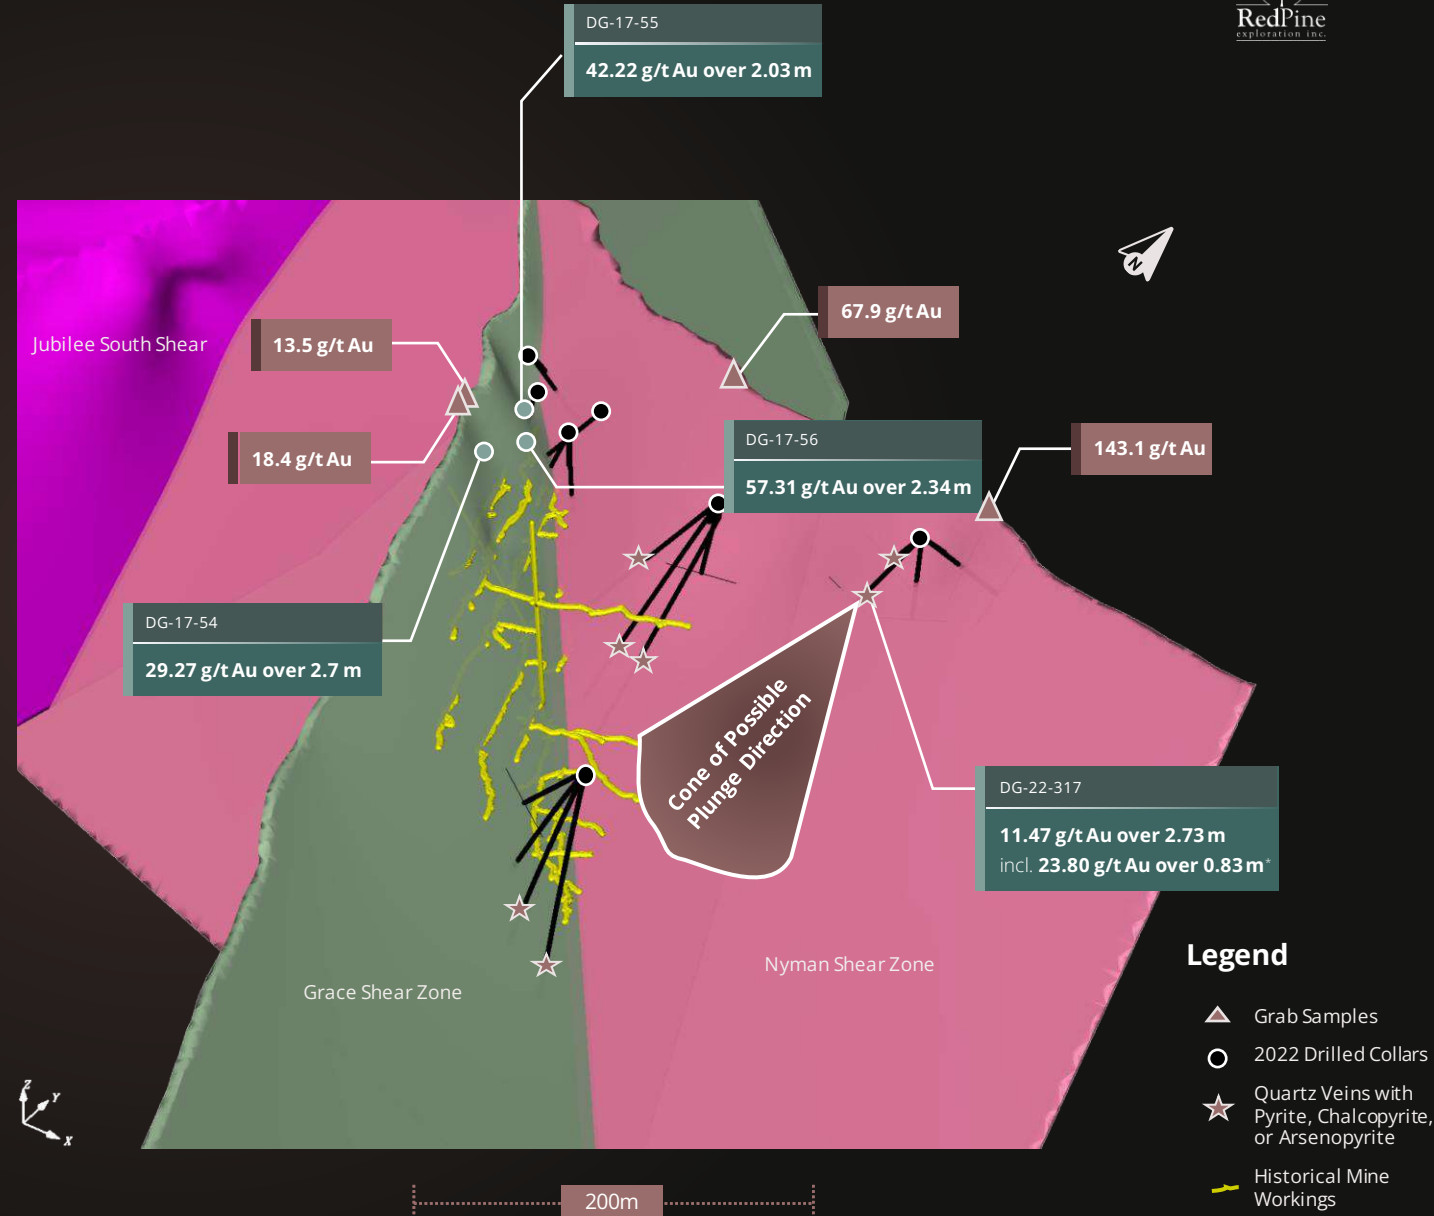 DG-17-55
42.22 g/t Au over 2.03 m
RedPine
exploration inc.
N
67.9 g/t Au
Jubilee South Shear
13.5 g/t Au
18.4 g/t Au
DG-17-56
57.31 g/t Au over 2.34 m
143.1 g/t Au
DG-17-54
29.27 g/t Au over 2.7 m
Cone of Possible
Plunge Direction
DG-22-317
11.47 g/t Au over 2.73 m
incl. 23.80 g/t Au over 0.83 m*
Nyman Shear Zone
Grace Shear Zone
Legend
Grab Samples
2022 Drilled Collars
Quartz Veins with
Pyrite, Chalcopyrite,
or Arsenopyrite
Historical Mine
Workings
Z
Y
X
200m